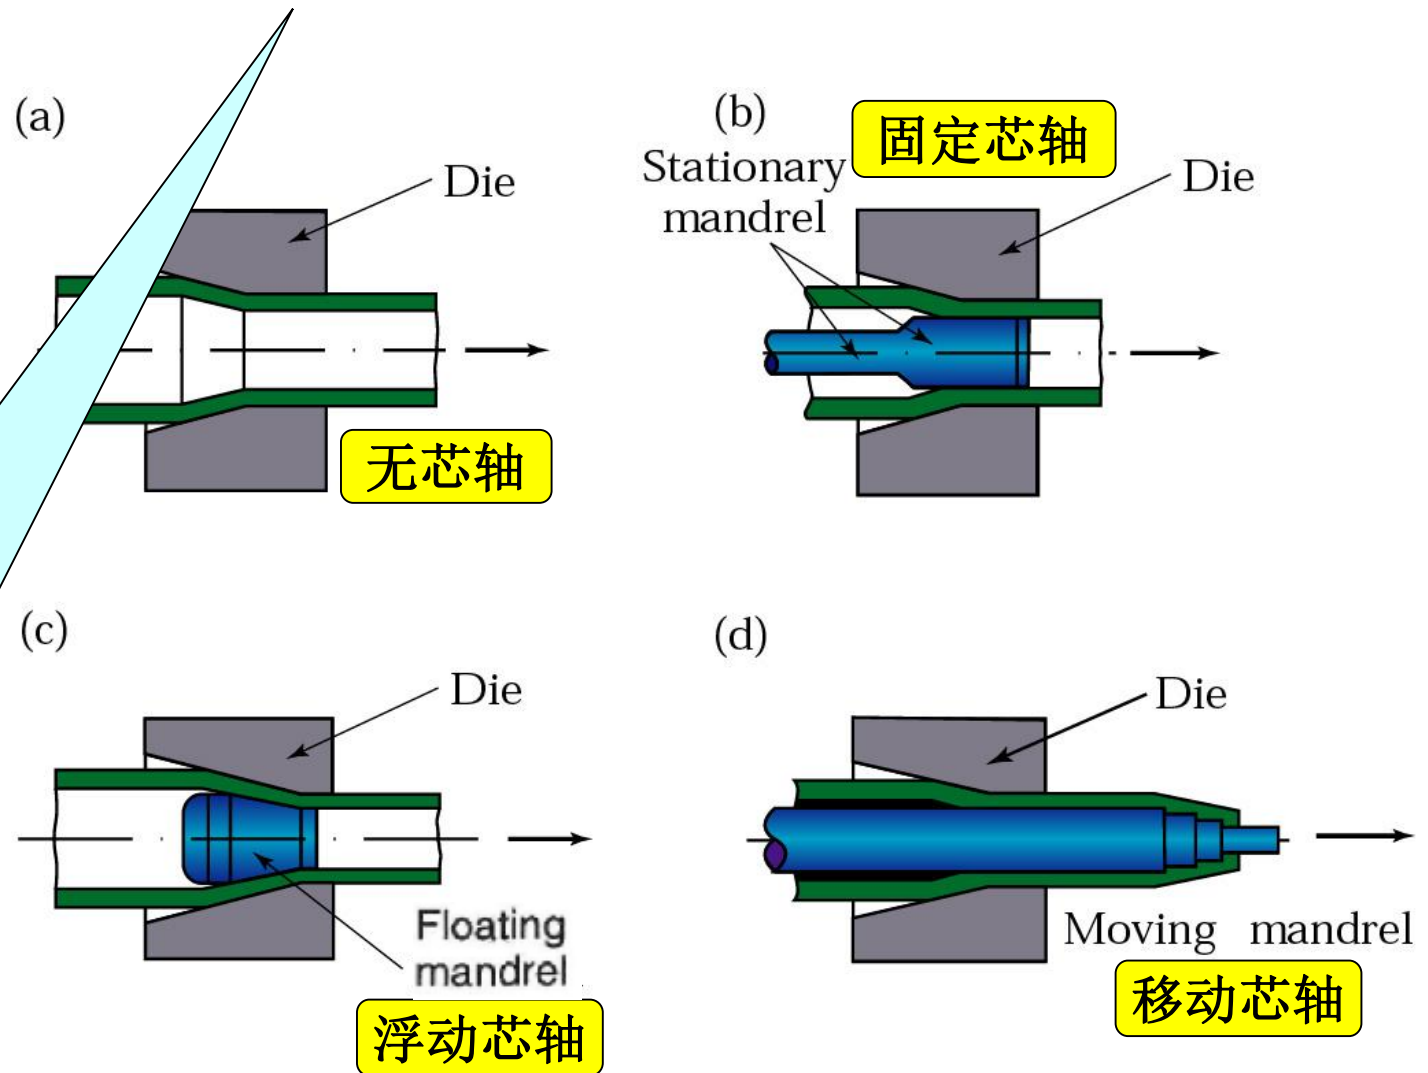 (a)
Die
无芯轴
(b)
固定芯轴
Stationary
mandrel
Die
(c)
Die
Floating
mandrel
浮动芯轴
(d)
Die
Moving mandrel
移动芯轴